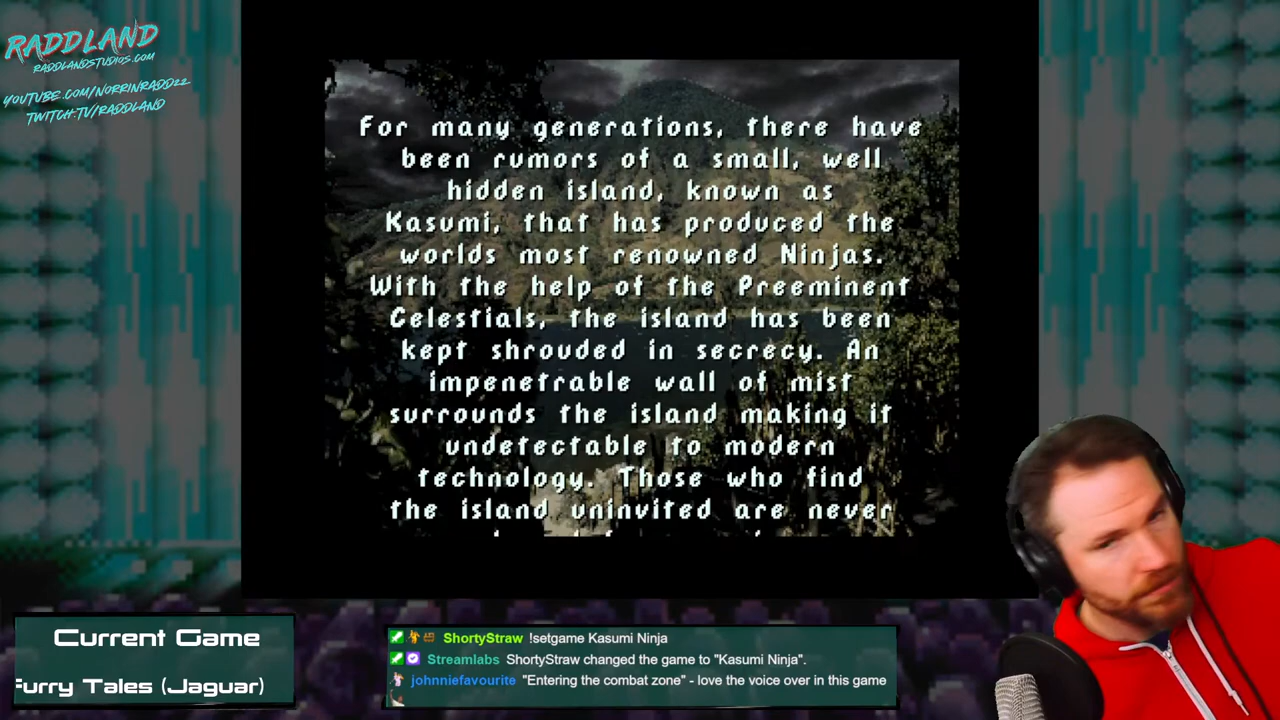 RADDLAND
RADDLANDSTUDIOS.COM
YOUTUBE.COM/NORRINRADD22
TWITCH.TV/RADDLAND
For many generations, there have
been rumors of a small, well
hidden island, known as
Kasumi, that has produced the
worlds most renowned Ninjas.
With the help of the Preeminent
Celestials, the island has been
kept shrouded in secrecy. An
impenetrable wall of mist
surrounds the island making it
undetectable to modern
technology. Those who find
the island uninvited are never
Current Game
Furry Tales (Jaguar)
ShortyStraw !setgame Kasumi Ninja
Streamlabs ShortyStraw changed the game to "Kasumi Ninja".
johnniefavourite "Entering the combat zone" - love the voice over in this game